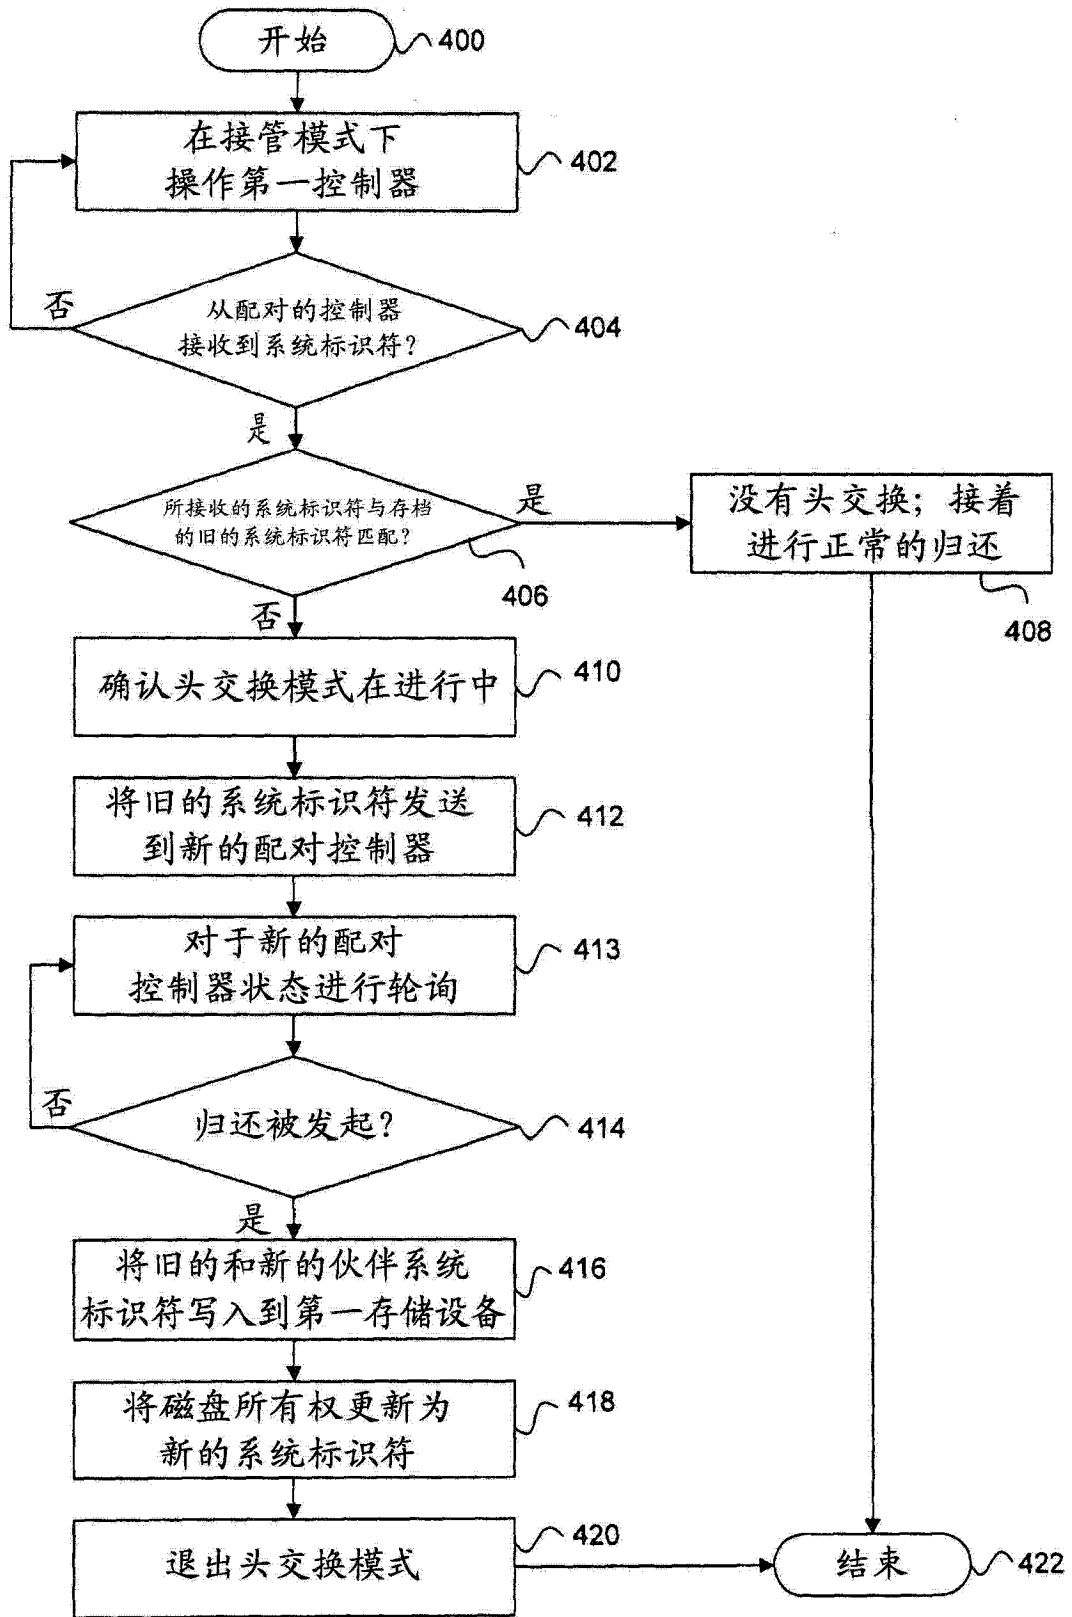 开始
400
在接管模式下
操作第一控制器
402
否
从配对的控制器
接收到系统标识符?
404
是
所接收的系统标识符与存档
的旧的系统标识符匹配?
406
是
没有头交换；接着
进行正常的归还
408
否
确认头交换模式在进行中
410
将旧的系统标识符发送
到新的配对控制器
412
对于新的配对
控制器状态进行轮询
413
否
归还被发起?
414
是
将旧的和新的伙伴系统
标识符写入到第一存储设备
416
将磁盘所有权更新为
新的系统标识符
418
退出头交换模式
420
结束
422